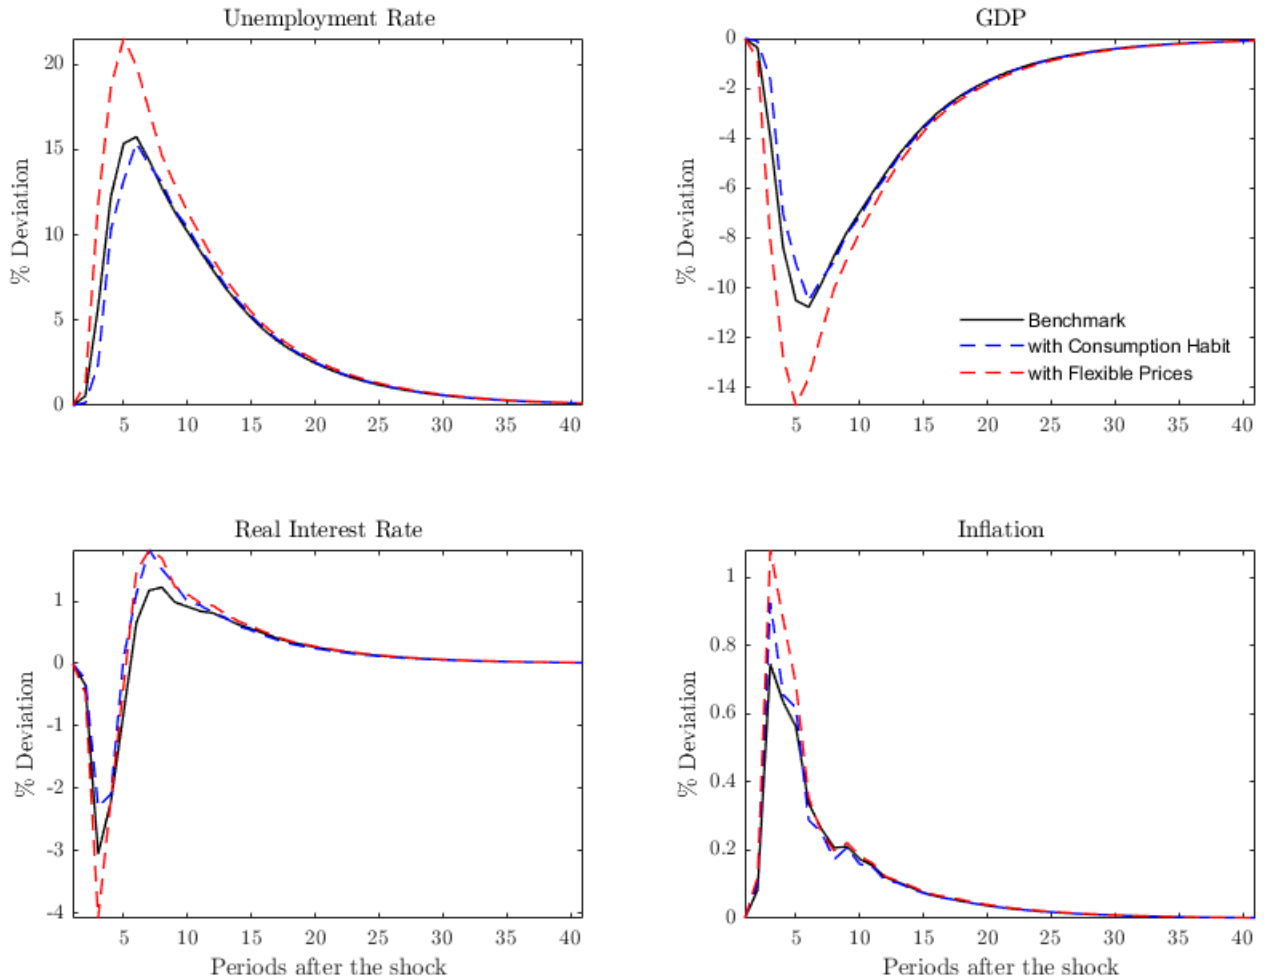 Unemployment Rate
% Deviation
20
15
10
5
0
5 10 15 20 25 30 35 40
GDP
% Deviation
0
-2
-4
-6
-8
-10
-12
-14
Benchmark
with Consumption Habit
with Flexible Prices
5 10 15 20 25 30 35 40
Real Interest Rate
% Deviation
1
0
-1
-2
-3
-4
5 10 15 20 25 30 35 40
Periods after the shock
Inflation
% Deviation
1
0.8
0.6
0.4
0.2
0
5 10 15 20 25 30 35 40
Periods after the shock